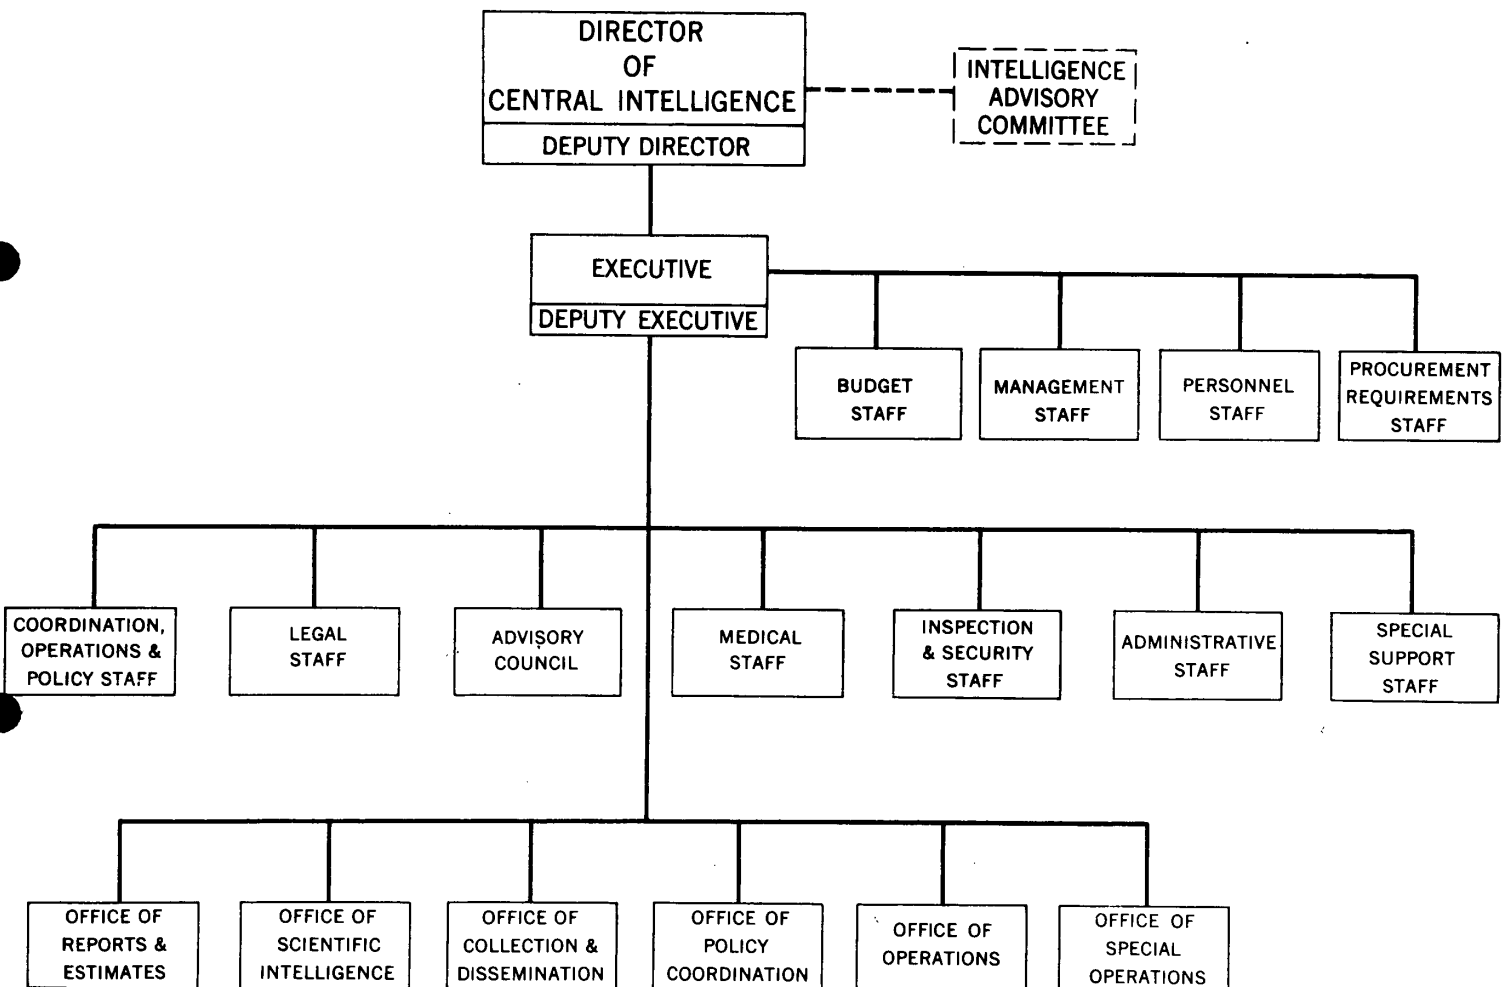 DIRECTOR
OF
CENTRAL INTELLIGENCE
DEPUTY DIRECTOR
INTELLIGENCE
ADVISORY
COMMITTEE
EXECUTIVE
DEPUTY EXECUTIVE
BUDGET
STAFF
MANAGEMENT
STAFF
PERSONNEL
STAFF
PROCUREMENT
REQUIREMENTS
STAFF
COORDINATION,
OPERATIONS &
POLICY STAFF
LEGAL
STAFF
ADVISORY
COUNCIL
MEDICAL
STAFF
INSPECTION
& SECURITY
STAFF
ADMINISTRATIVE
STAFF
SPECIAL
SUPPORT
STAFF
OFFICE OF
REPORTS &
ESTIMATES
OFFICE OF
SCIENTIFIC
INTELLIGENCE
OFFICE OF
COLLECTION &
DISSEMINATION
OFFICE OF
POLICY
COORDINATION
OFFICE OF
OPERATIONS
OFFICE OF
SPECIAL
OPERATIONS